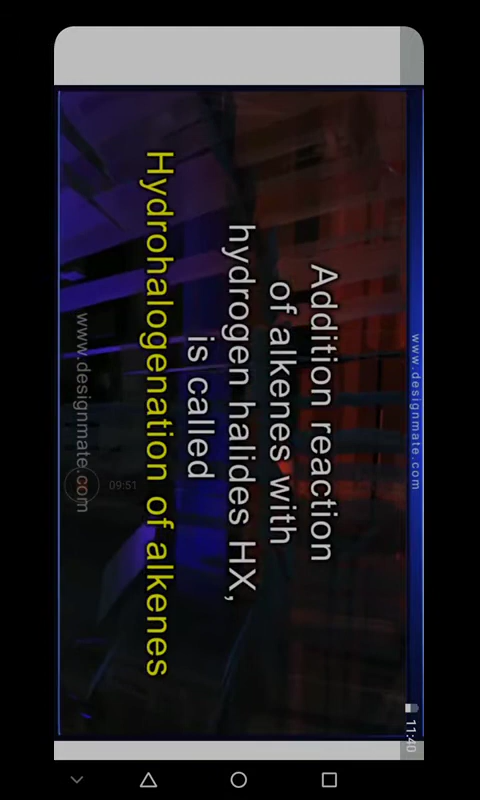 www.designmate.com
11:40
Addition reaction
of alkenes with
hydrogen halides HX,
is called
Hydrohalogenation of alkenes
09:51
www.designmate.com